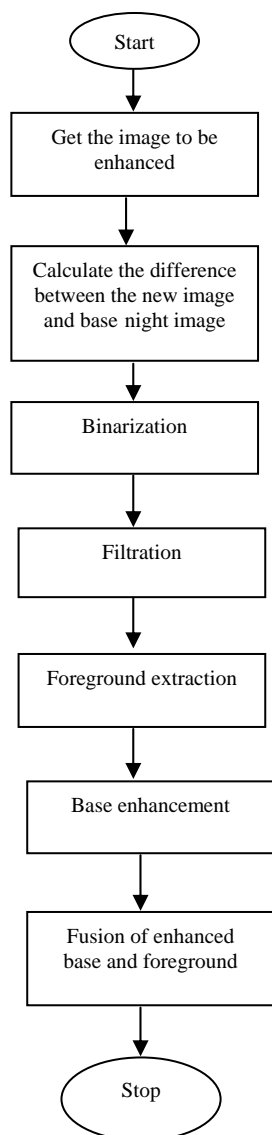 Start
Get the image to be
enhanced
Calculate the difference
between the new image
and base night image
Binarization
Filtration
Foreground extraction
Base enhancement
Fusion of enhanced
base and foreground
Stop